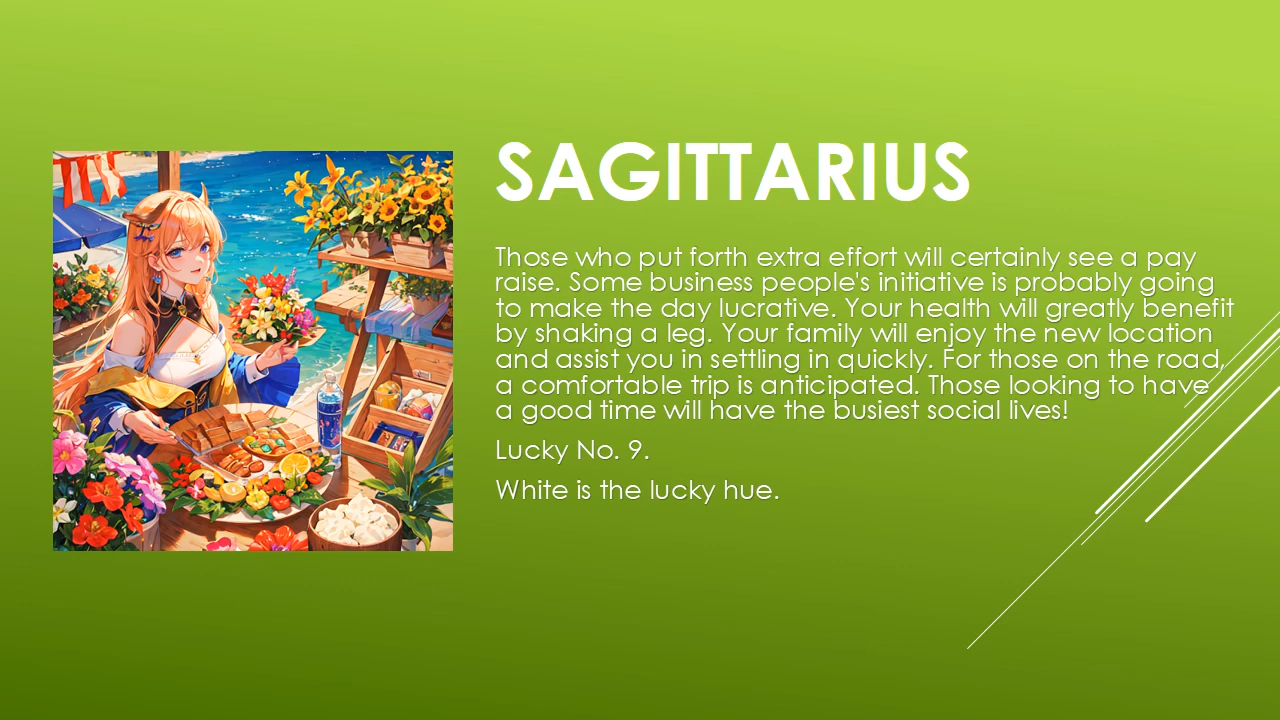 SAGITTARIUS
Those who put forth extra effort will certainly see a pay
raise. Some business people's initiative is probably going
to make the day lucrative. Your health will greatly benefit
by shaking a leg. Your family will enjoy the new location
and assist you in settling in quickly. For those on the road,
a comfortable trip is anticipated. Those looking to have
a good time will have the busiest social lives!
Lucky No. 9.
White is the lucky hue.